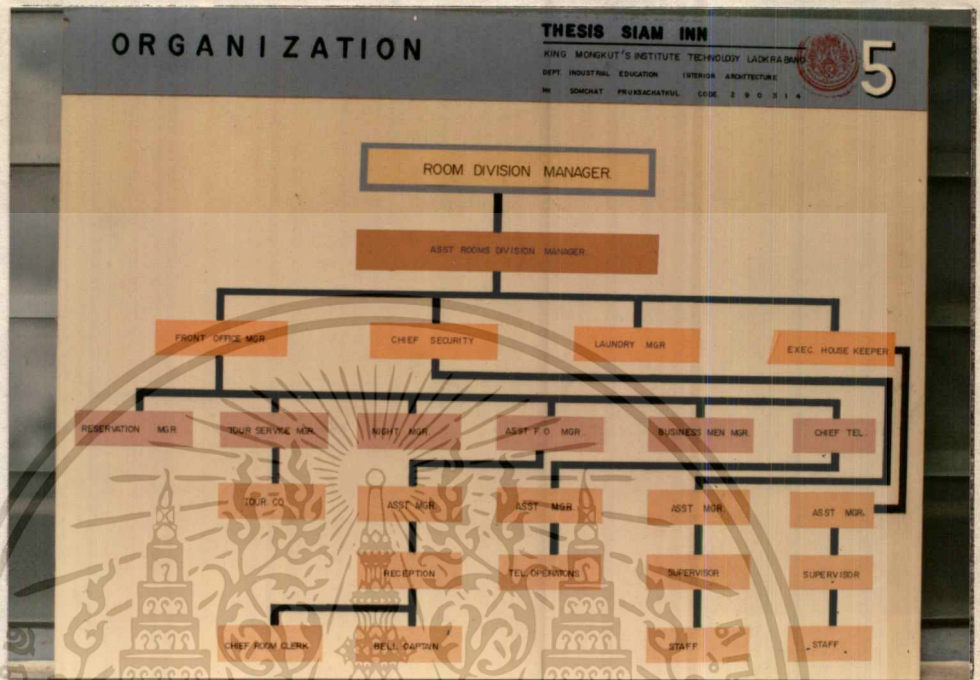 ORGANIZATION
THESIS SIAM INN
KING MONGKUT'S INSTITUTE TECHNOLOGY LADKRABANG
DEPT. INDUSTRIAL EDUCATION INTERIOR ARCHITECTURE
MR SOMCHAT PRUKSACHATKUL CODE 290314
5
ROOM DIVISION MANAGER
ASST ROOMS DIVISION MANAGER
FRONT OFFICE MGR.
CHIEF SECURITY
LAUNDRY MGR
EXEC. HOUSE KEEPER
RESERVATION MGR
TOUR SERVICE MGR.
NIGHT MGR.
ASST F.O MGR.
BUSINESS MEN MGR.
CHIEF TEL.
TOUR CO.
ASST MGR.
ASST MGR.
ASST MGR.
ASST MGR.
RECEPTION
TEL. OPERATIONS
SUPERVISOR
SUPERVISOR
CHIEF ROOM CLERK
BELL CAPTAIN
STAFF
STAFF